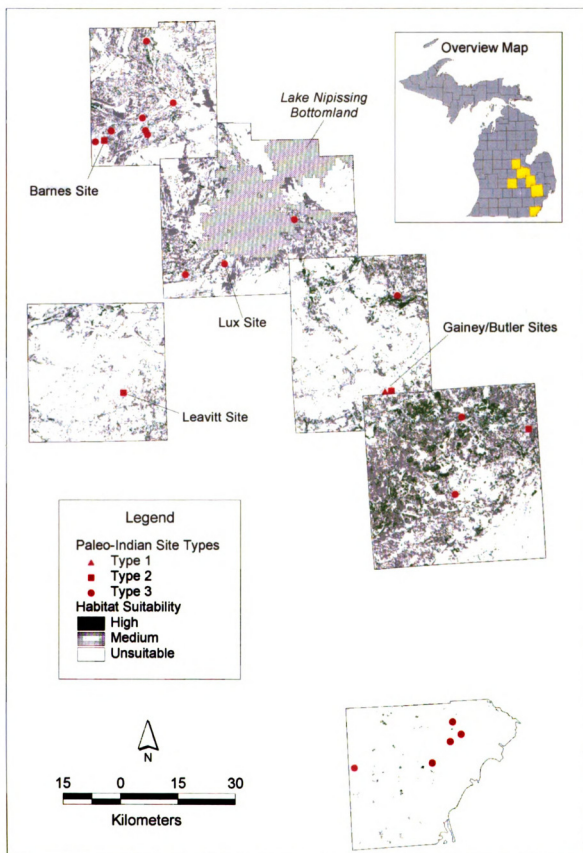 Overview Map
Lake Nipissing
Bottomland
Barnes Site
Lux Site
Gainey/Butler Sites
Leavitt Site
Legend
Paleo-Indian Site Types
Type 1
Type 2
Type 3
Habitat Suitability
High
Medium
Unsuitable
N
15 0 15 30
Kilometers